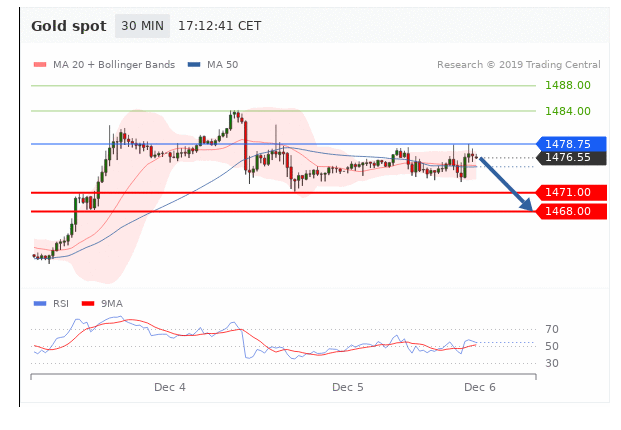 Gold spot 30 MIN 17:12:41 CET
MA 20 + Bollinger Bands MA 50 Research © 2019 Trading Central
1488.00
1484.00
1478.75
1476.55
1471.00
1468.00
RSI 9MA
70
50
30
Dec 4 Dec 5 Dec 6